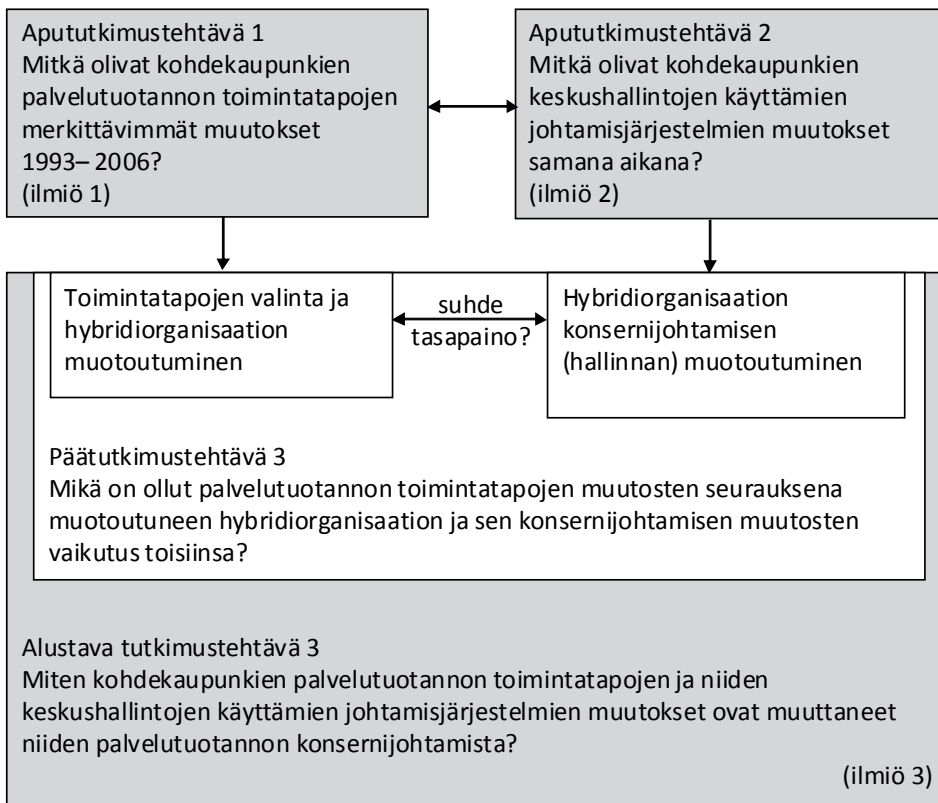 Apututkimustehtävä 1
Mitkä olivat kohdekaupunkien
palvelutuotannon toimintatapojen
merkittävimmät muutokset
1993– 2006?
(ilmiö 1)
Apututkimustehtävä 2
Mitkä olivat kohdekaupunkien
keskushallintojen käyttämien
johtamisjärjestelmien muutokset
samana aikana?
(ilmiö 2)
Toimintatapojen valinta ja
hybridiorganisaation
muotoutuminen
suhde
tasapaino?
Hybridiorganisaation
konsernijohtamisen
(hallinnan) muotoutuminen
Päätutkimustehtävä 3
Mikä on ollut palvelutuotannon toimintatapojen muutosten seurauksena
muotoutuneen hybridiorganisaation ja sen konsernijohtamisen muutosten
vaikutus toisiinsa?
Alustava tutkimustehtävä 3
Miten kohdekaupunkien palvelutuotannon toimintatapojen ja niiden
keskushallintojen käyttämien johtamisjärjestelmien muutokset ovat muuttaneet
niiden palvelutuotannon konsernijohtamista?
(ilmiö 3)